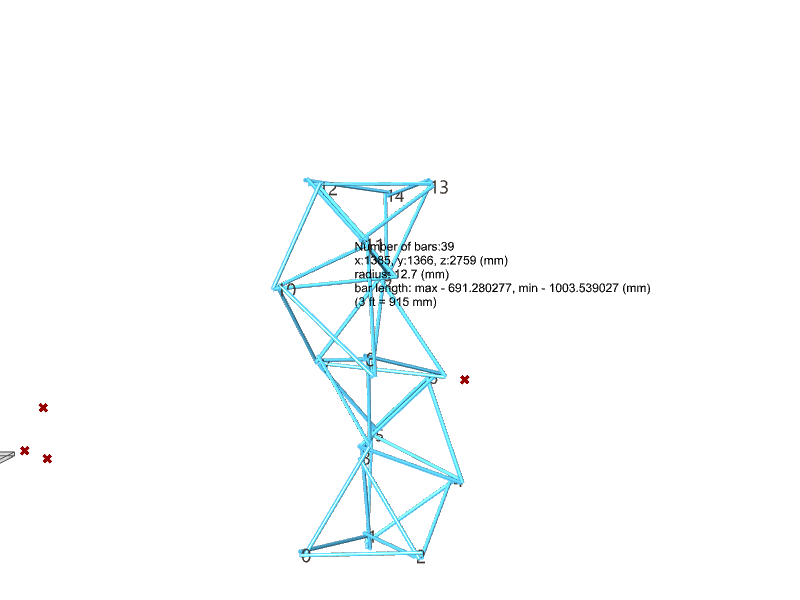 12
13
14
11
Number of bars:39
x:1385, y:1366, z:2759 (mm)
radius: 12.7 (mm)
bar length: max - 691.280277, min - 1003.539027 (mm)
(3 ft = 915 mm)
10
6
5
3
4
1
0
2